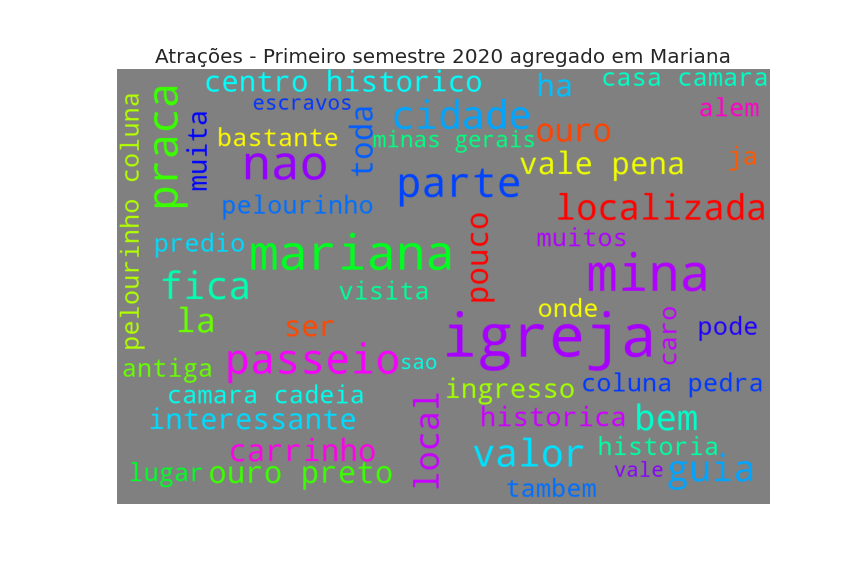 Atrações - Primeiro semestre 2020 agregado em Mariana
centro historico
ha
casa camara
escravos
alem
praca
muita
toda
cidade
ouro
bastante
minas gerais
pelourinho coluna
nao
vale pena
ja
parte
pelourinho
localizada
pouco
muitos
predio
mariana
mina
fica
visita
onde
la
ser
igreja
caro
pode
passeio
sao
antiga
camara cadeia
ingresso
coluna pedra
interessante
local
historica
bem
carrinho
valor
historia
lugar
ouro preto
vale
guia
tambem